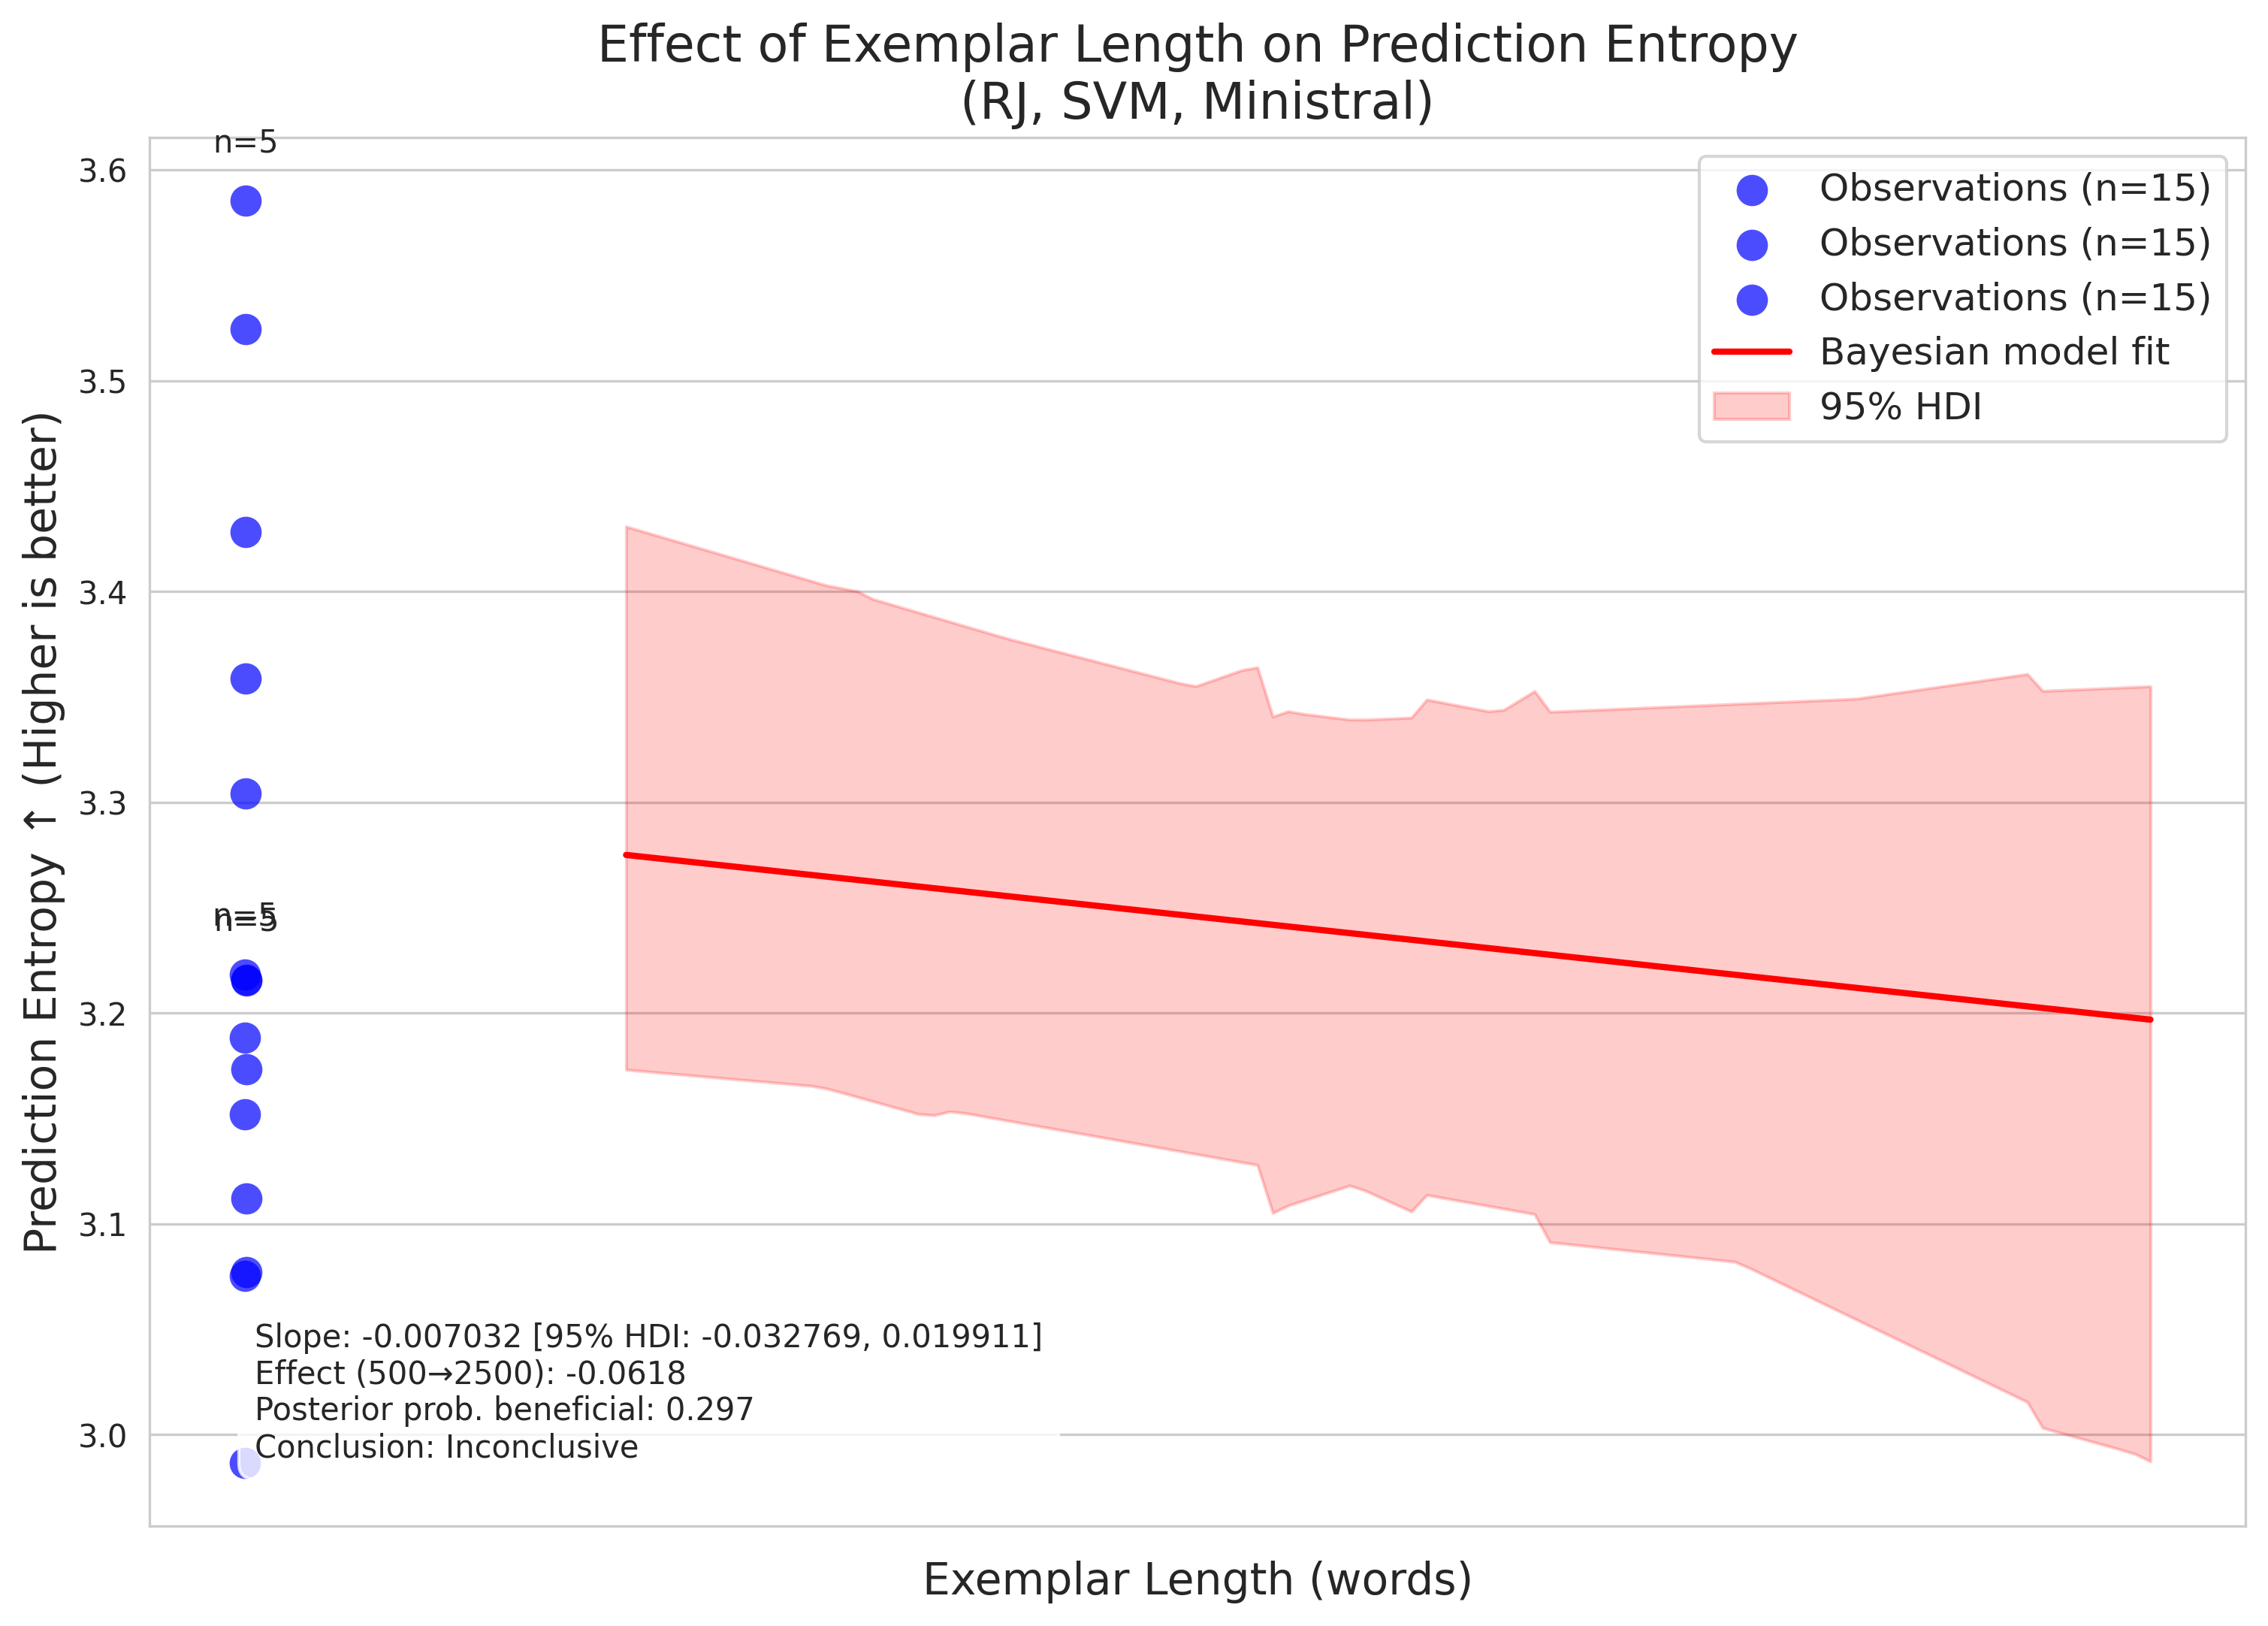 Effect of Exemplar Length on Prediction Entropy
(RJ, SVM, Ministral)
n=5
3.6
3.5
3.4
3.3
3.2
3.1
3.0
Prediction Entropy ↑ (Higher is better)
Observations (n=15)
Observations (n=15)
Observations (n=15)
Bayesian model fit
95% HDI
n=5
n=5
Slope: -0.007032 [95% HDI: -0.032769, 0.019911]
Effect (500→2500): -0.0618
Posterior prob. beneficial: 0.297
Conclusion: Inconclusive
Exemplar Length (words)